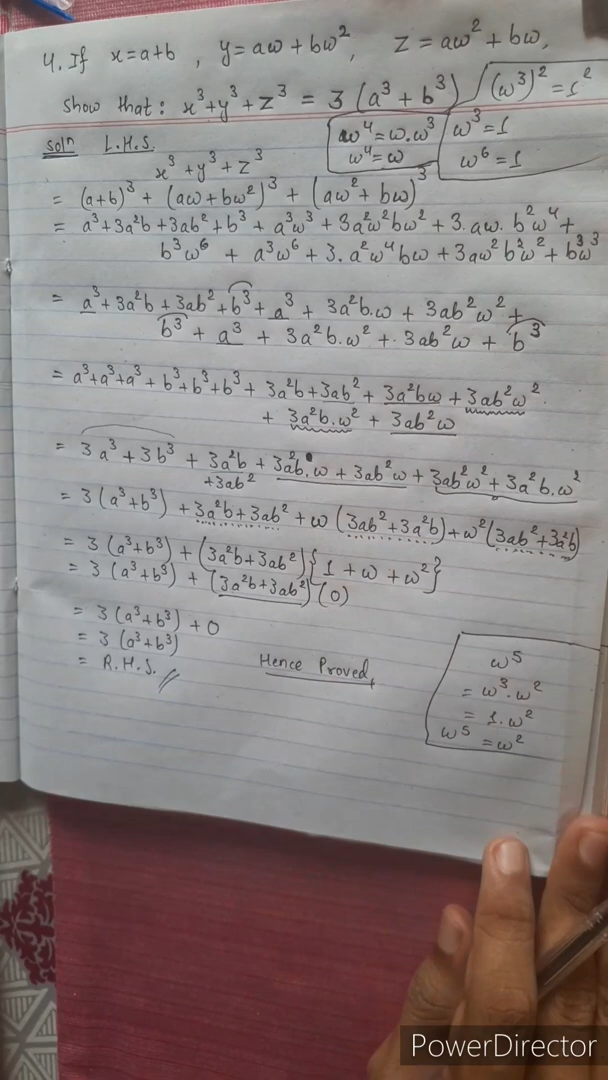 4. If x = a+b , y = aω + bω², z = aω² + bω,
Show that: x³+y³+z³ = 3(a³+b³)
(ω³)² = 1²
aω⁴ = ω.ω³
ω⁴ = ω
ω³ = 1
ω⁶ = 1
Soln L.H.S.
x³+y³+z³
= (a+b)³ + (aω+bω²)³ + (aω²+bω)³
= a³+3a²b+3ab²+b³ + a³ω³ + 3a²ω²bω² + 3.aω.b²ω⁴ +
b³ω⁶ + a³ω⁶ + 3.a²ω⁴bω + 3aω²b²ω² + b³ω³
= a³+3a²b+3ab²+b³+a³ + 3a²b.ω + 3ab²ω² +
b³ + a³ + 3a²b.ω² + 3ab²ω + b³
= a³+a³+a³ + b³+b³+b³ + 3a²b+3ab² + 3a²bω + 3ab²ω²
+ 3a²b.ω² + 3ab²ω
= 3a³+3b³ + 3a²b + 3a²b.ω + 3ab²ω + 3ab²ω² + 3a²b.ω²
+3ab²
= 3(a³+b³) + 3a²b+3ab² + ω(3ab²+3a²b) + ω²(3ab²+3a²b)
= 3(a³+b³) + (3a²b+3ab²){1+ω+ω²}
= 3(a³+b³) + (3a²b+3ab²)(0)
= 3(a³+b³) + 0
= 3(a³+b³)
= R.H.S.
Hence Proved,
ω⁵
= ω³.ω²
= 1.ω²
ω⁵ = ω²
PowerDirector